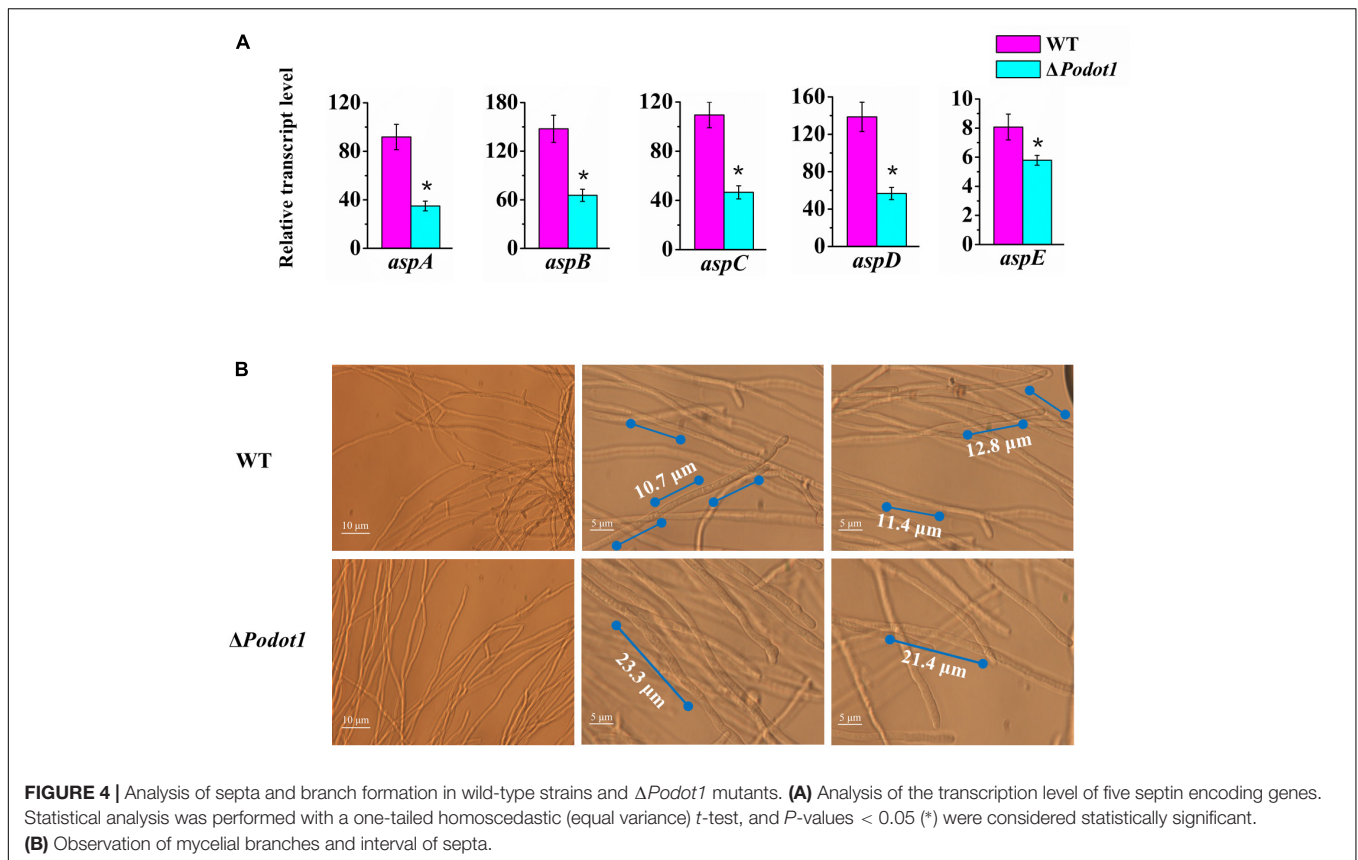 A
WT
ΔPodot1
Relative transcript level
120
80
40
0
aspA
*
180
120
60
0
aspB
*
120
80
40
0
aspC
*
160
120
80
40
0
aspD
*
10
8
6
4
2
0
aspE
*
B
WT
10 µm
10.7 µm
5 µm
12.8 µm
11.4 µm
5 µm
ΔPodot1
10 µm
23.3 µm
5 µm
21.4 µm
5 µm
FIGURE 4 | Analysis of septa and branch formation in wild-type strains and ΔPodot1 mutants. (A) Analysis of the transcription level of five septin encoding genes.
Statistical analysis was performed with a one-tailed homoscedastic (equal variance) t-test, and P-values < 0.05 (*) were considered statistically significant.
(B) Observation of mycelial branches and interval of septa.